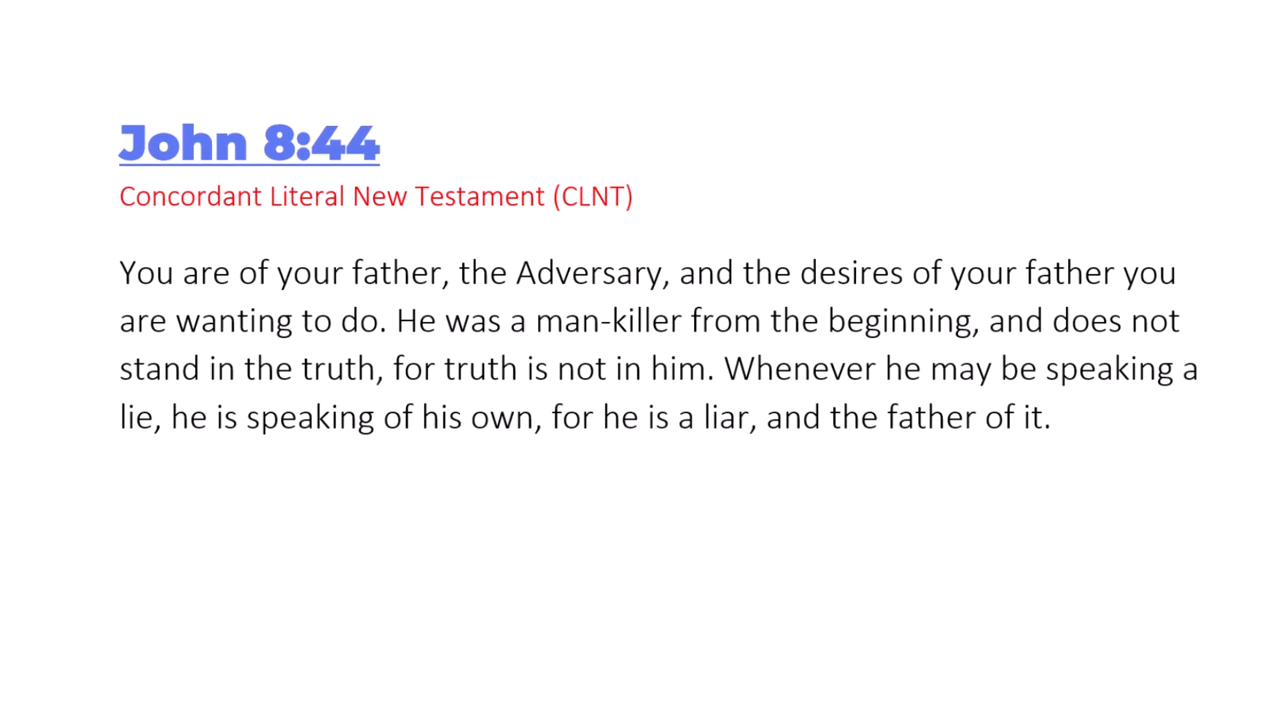 John 8:44
Concordant Literal New Testament (CLNT)
You are of your father, the Adversary, and the desires of your father you
are wanting to do. He was a man-killer from the beginning, and does not
stand in the truth, for truth is not in him. Whenever he may be speaking a
lie, he is speaking of his own, for he is a liar, and the father of it.